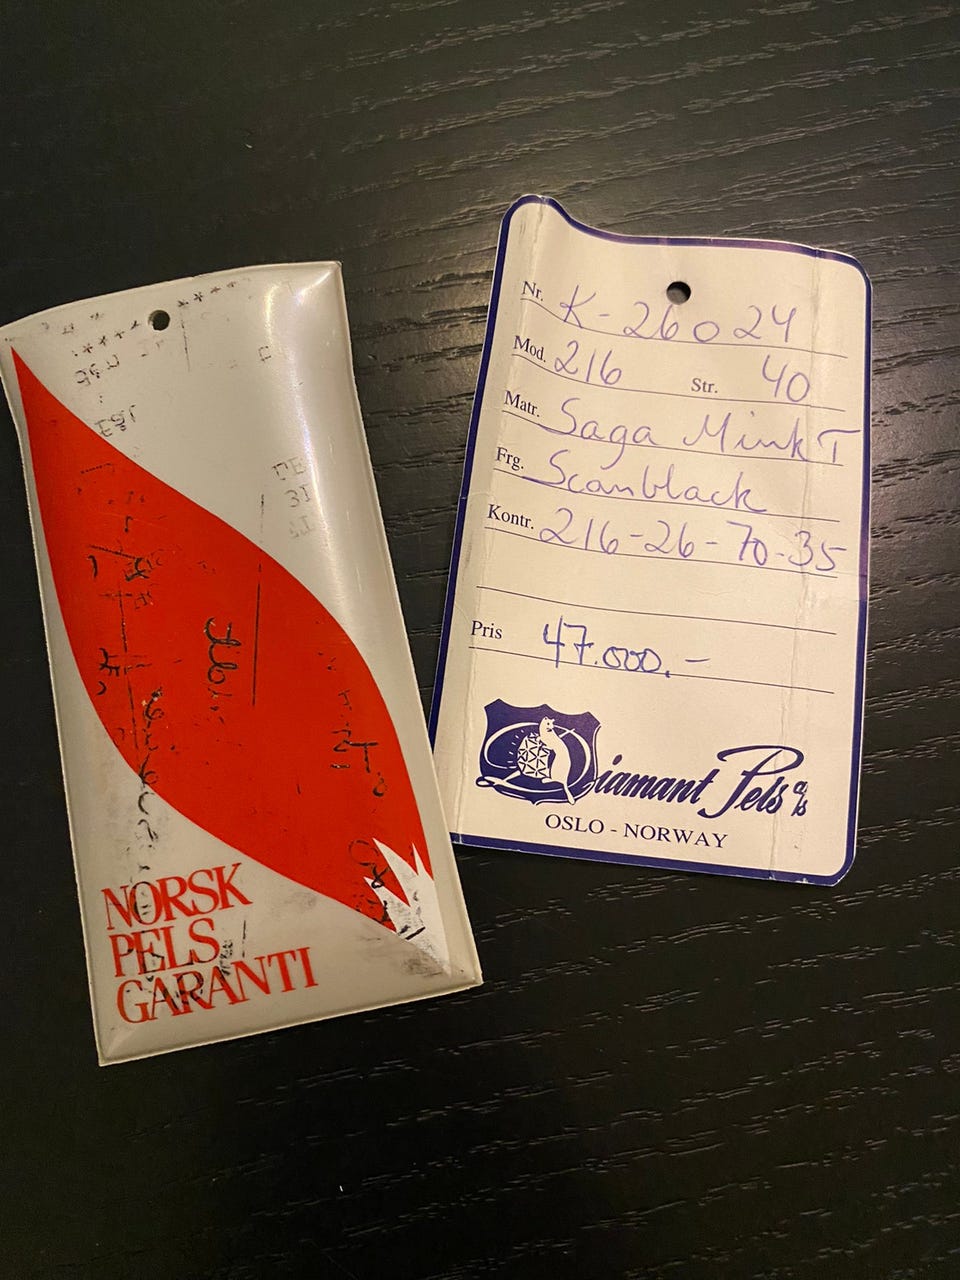 NORSK
PELS
GARANTI
Nr. K-26024
Mod. 216 Str. 40
Matr. Saga Mink T
Frg. Scanblack
Kontr. 216-26-70-35
Pris 47.000,-
Diamant Pels a/s
OSLO - NORWAY